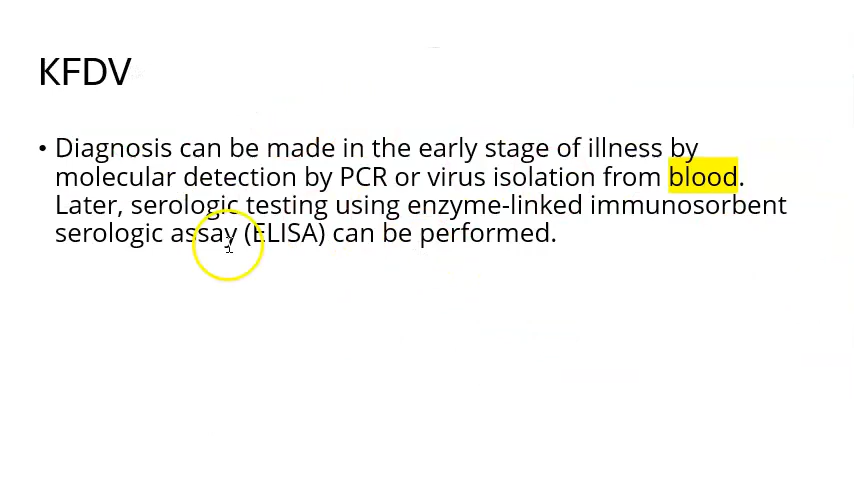 KFDV
• Diagnosis can be made in the early stage of illness by
molecular detection by PCR or virus isolation from blood.
Later, serologic testing using enzyme-linked immunosorbent
serologic assay (ELISA) can be performed.